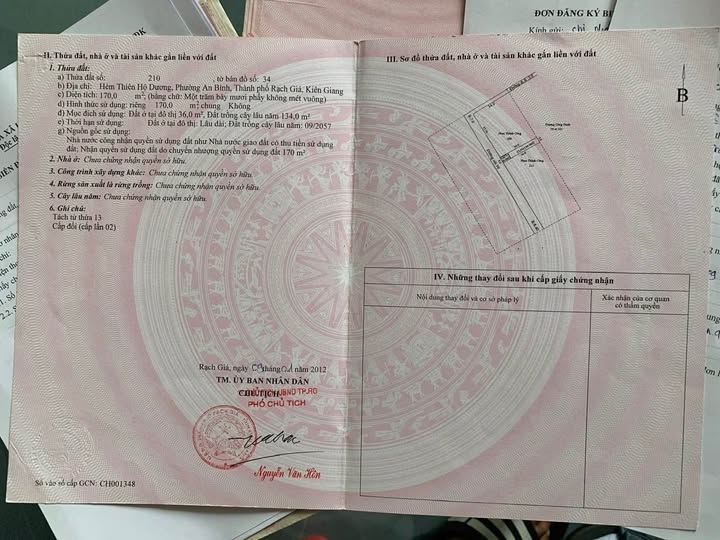 ĐƠN ĐĂNG KÝ B
Kính gửi:
II. Thửa đất, nhà ở và tài sản khác gắn liền với đất
1. Thửa đất:
a) Thửa đất số: 210 , tờ bản đồ số: 34
b) Địa chỉ: Hẻm Thiên Hộ Dương, Phường An Bình, Thành phố Rạch Giá, Kiên Giang
c) Diện tích: 170,0 m², (bằng chữ: Một trăm bảy mươi phẩy không mét vuông)
d) Hình thức sử dụng: riêng 170,0 m²; chung Không
đ) Mục đích sử dụng: Đất ở tại đô thị 36,0 m², Đất trồng cây lâu năm 134,0 m²
e) Thời hạn sử dụng: Đất ở tại đô thị: Lâu dài; Đất trồng cây lâu năm: 09/2057
g) Nguồn gốc sử dụng:
Nhà nước công nhận quyền sử dụng đất như Nhà nước giao đất có thu tiền sử dụng
đất; Nhận quyền sử dụng đất do chuyển nhượng quyền sử dụng đất 170 m²
2. Nhà ở: Chưa chứng nhận quyền sở hữu.
3. Công trình xây dựng khác: Chưa chứng nhận quyền sở hữu.
4. Rừng sản xuất là rừng trồng: Chưa chứng nhận quyền sở hữu.
5. Cây lâu năm: Chưa chứng nhận quyền sở hữu.
6. Ghi chú:
Tách từ thửa 13
Cấp đổi (cấp lần 02)
Rạch Giá, ngày tháng năm 2012
TM. ỦY BAN NHÂN DÂN
CHỦ TỊCH
PHÓ CHỦ TỊCH
Nguyễn Văn Hôn
Số vào sổ cấp GCN: CH001348
III. Sơ đồ thửa đất, nhà ở và tài sản khác gắn liền với đất
B
IV. Những thay đổi sau khi cấp giấy chứng nhận
Nội dung thay đổi và cơ sở pháp lý
Xác nhận của cơ quan
có thẩm quyền